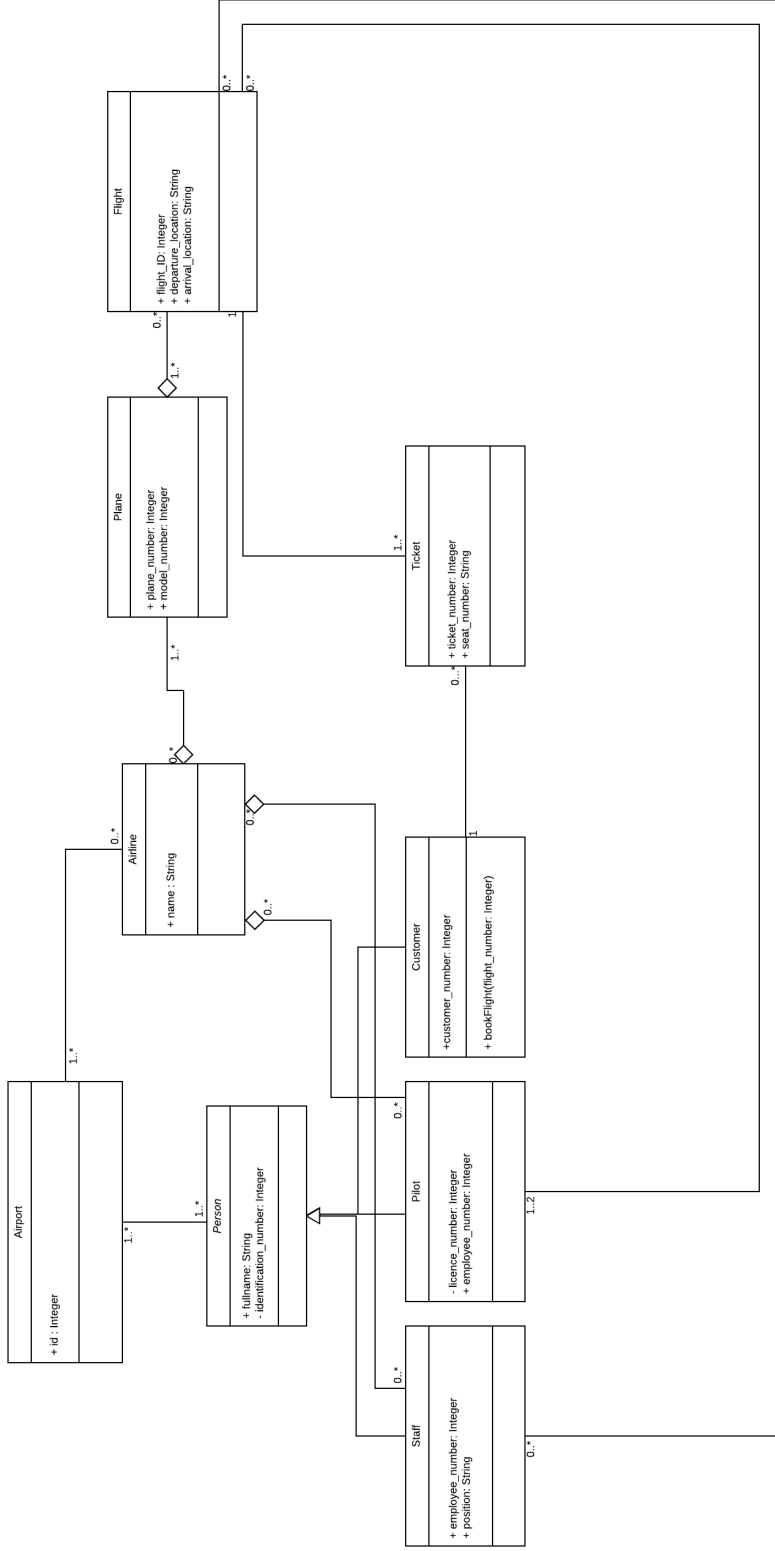 Airport
+ id : Integer
1..*
1..*
0..*
1..*
Person
+ fullname: String
- identification_number: Integer
Airline
+ name : String
0..*
0..*
0..*
1..*
Plane
+ plane_number: Integer
+ model_number: Integer
1..*
0..*
Flight
+ flight_ID: Integer
+ departure_location: String
+ arrival_location: String
0..*
0..*
1
Staff
+ employee_number: Integer
+ position: String
0..*
0..*
Pilot
- licence_number: Integer
+ employee_number: Integer
0..*
1..2
Customer
+customer_number: Integer
+ bookFlight(flight_number: Integer)
1
Ticket
+ ticket_number: Integer
+ seat_number: String
0...*
1..*